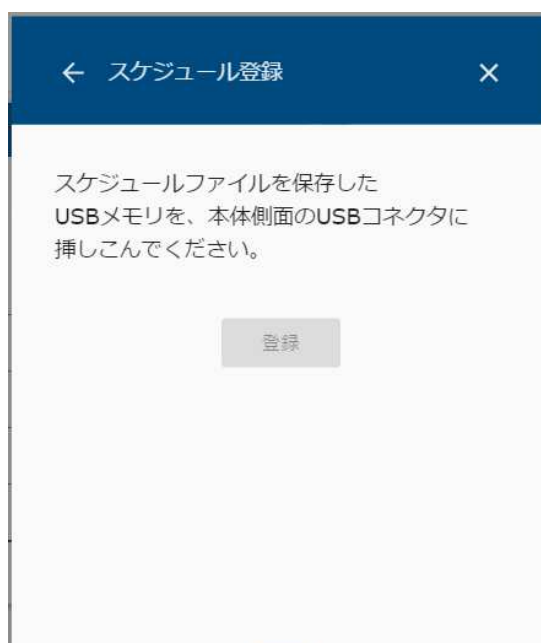 スケジュール登録
スケジュールファイルを保存した
USBメモリを、本体側面のUSBコネクタに
挿しこんでください。
登録